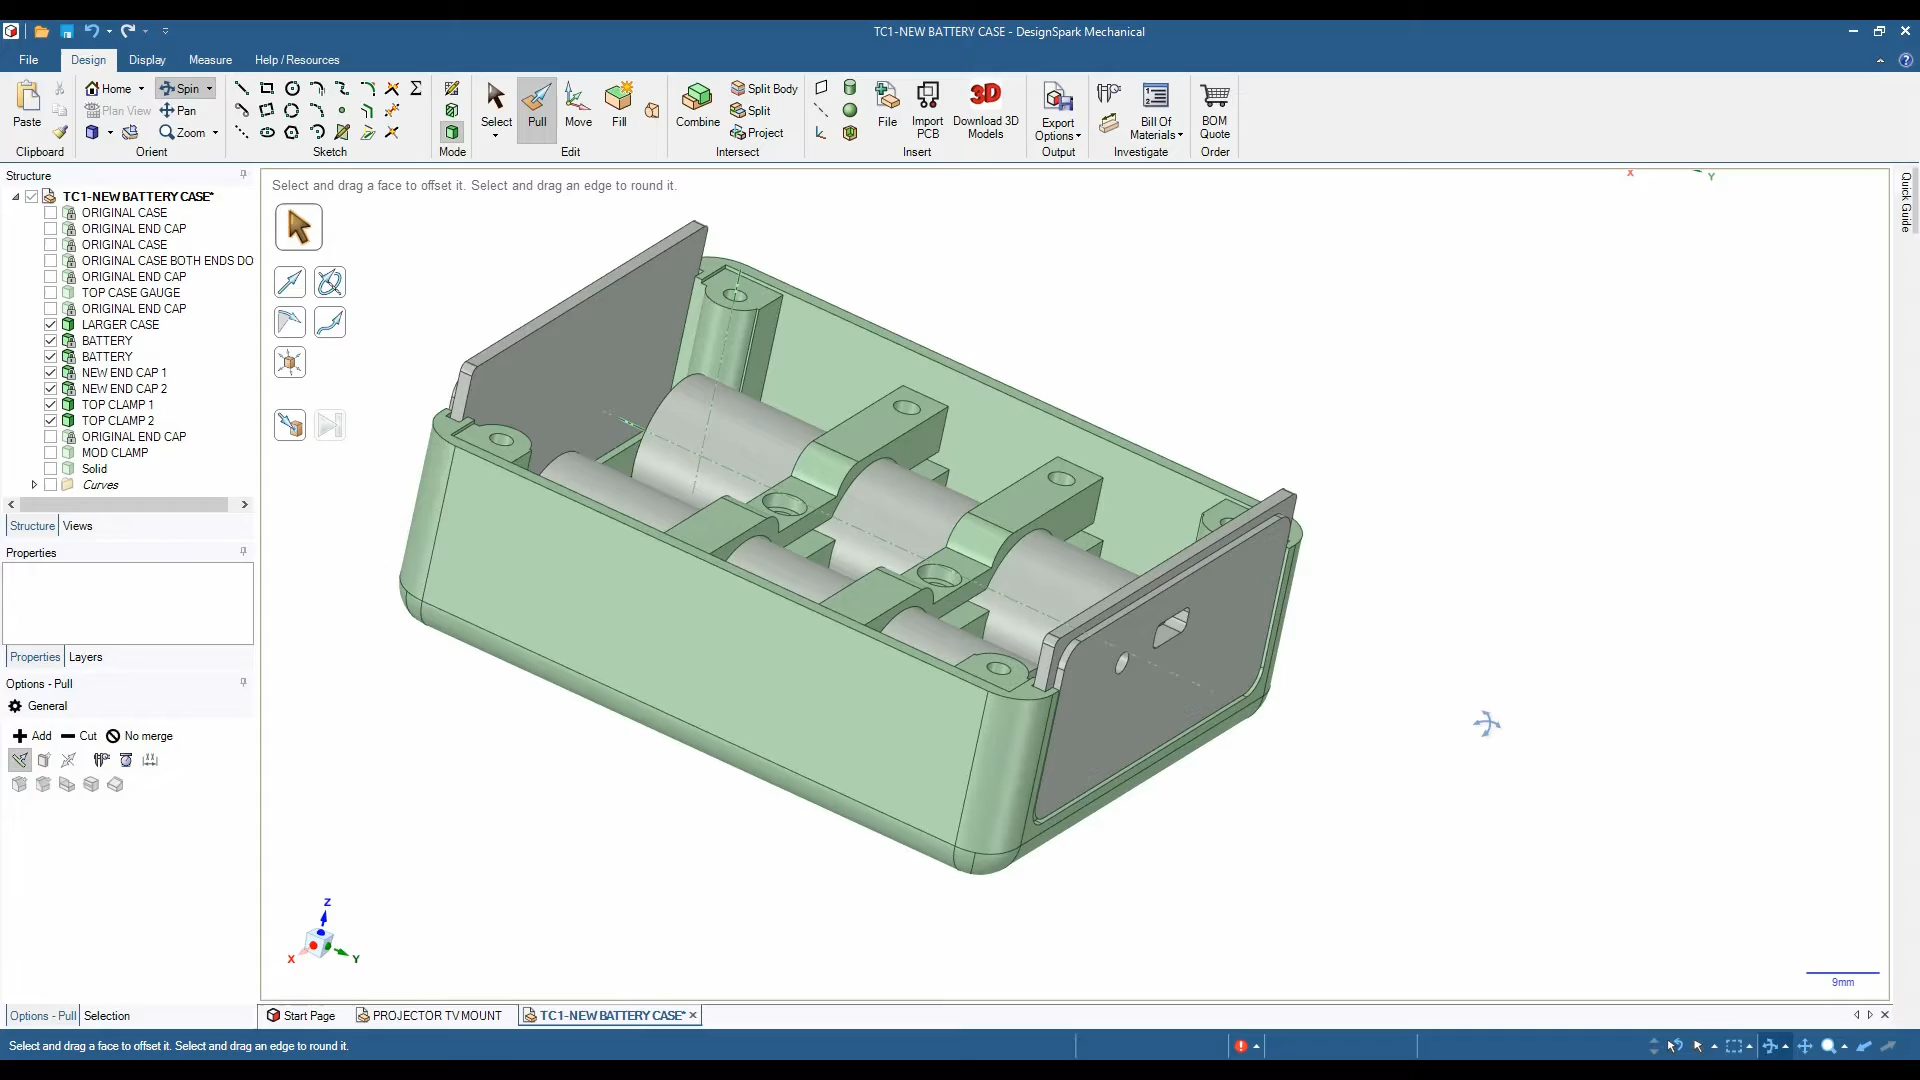 TC1-NEW BATTERY CASE - DesignSpark Mechanical
File Design Display Measure Help / Resources
Home Spin
Split Body
Plan View Pan
Split
Paste Select Pull Move Fill Combine File Import PCB Download 3D Models Export Options Bill Of Materials BOM Quote
Zoom
Project
Clipboard Orient Sketch Mode Edit Intersect Insert Output Investigate Order
Structure
Select and drag a face to offset it. Select and drag an edge to round it.
X Y
Quick Guide
TC1-NEW BATTERY CASE*
ORIGINAL CASE
ORIGINAL END CAP
ORIGINAL CASE
ORIGINAL CASE BOTH ENDS DO
ORIGINAL END CAP
TOP CASE GAUGE
ORIGINAL END CAP
LARGER CASE
BATTERY
BATTERY
NEW END CAP 1
NEW END CAP 2
TOP CLAMP 1
TOP CLAMP 2
ORIGINAL END CAP
MOD CLAMP
Solid
Curves
Structure Views
Properties
Properties Layers
Options - Pull
General
Add Cut No merge
Z
X Y
9mm
Options - Pull Selection
Start Page PROJECTOR TV MOUNT TC1-NEW BATTERY CASE*
Select and drag a face to offset it. Select and drag an edge to round it.